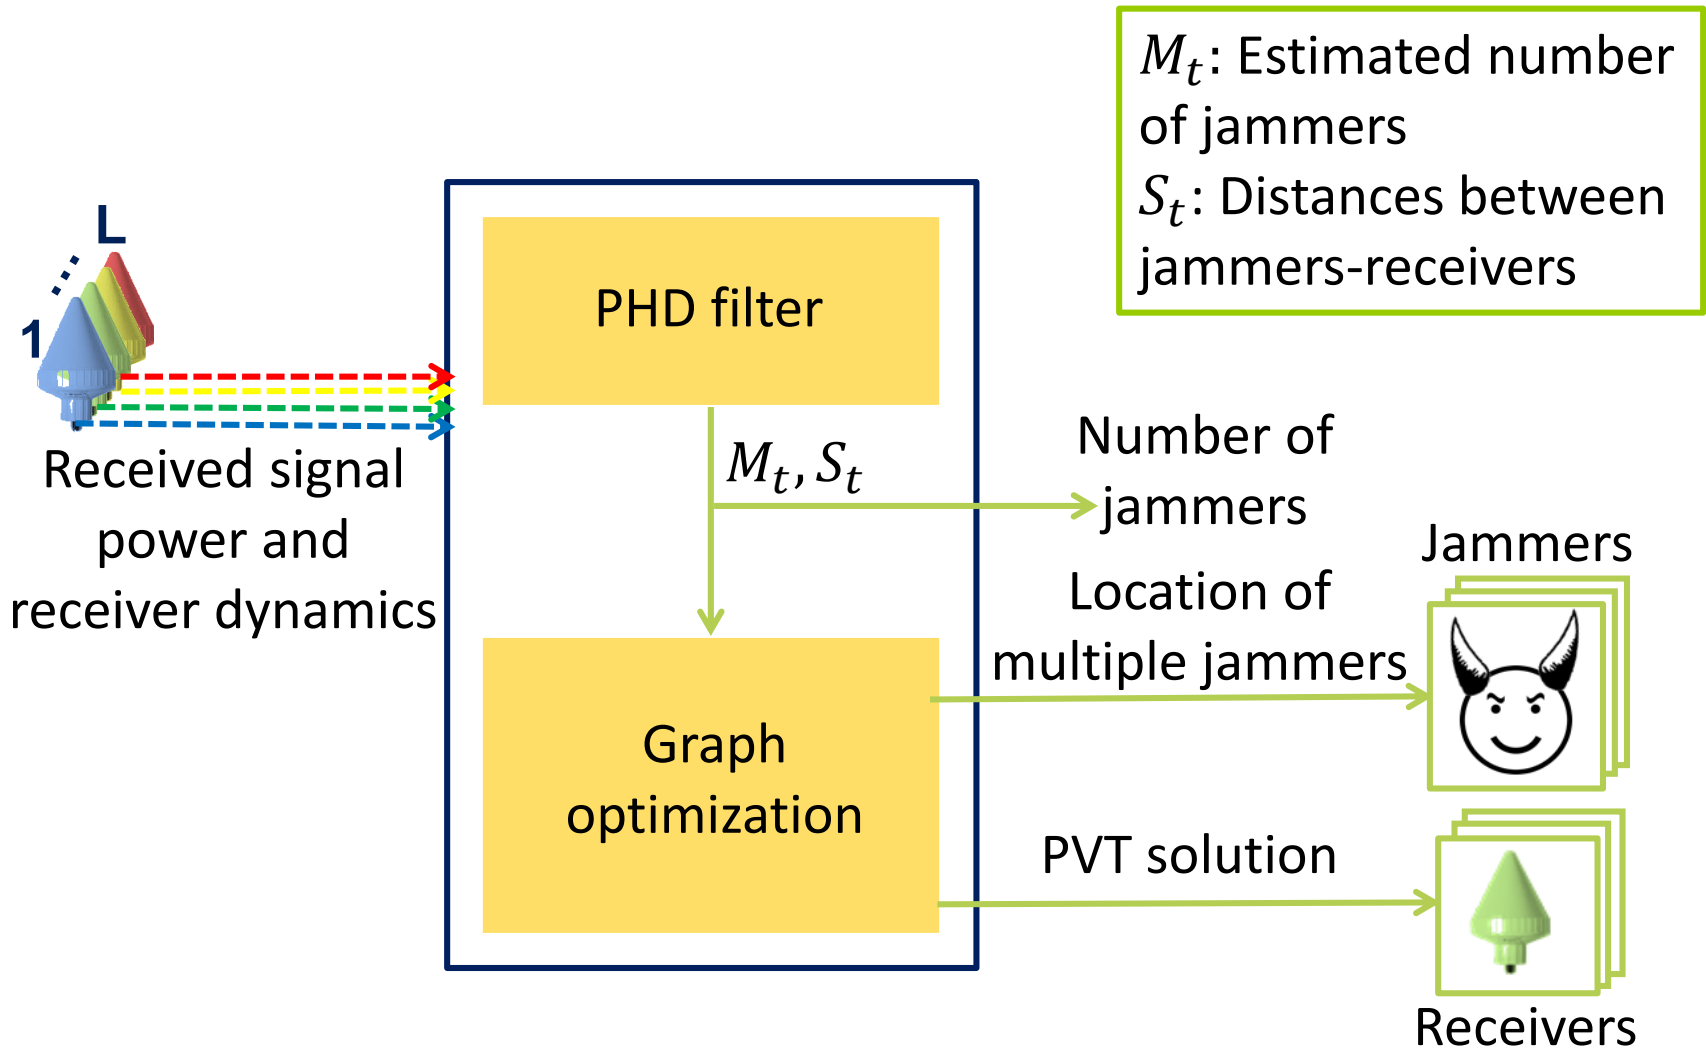 M_t: Estimated number
of jammers
S_t: Distances between
jammers-receivers
L
1
Received signal
power and
receiver dynamics
PHD filter
M_t, S_t
Number of
jammers
Location of
multiple jammers
Jammers
Graph
optimization
PVT solution
Receivers